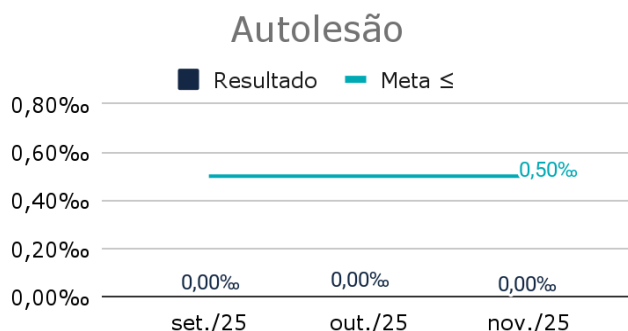 Autolesão
Resultado Meta ≤
0,80‰
0,60‰
0,50‰
0,40‰
0,20‰
0,00‰ 0,00‰ 0,00‰
0,00‰
set./25 out./25 nov./25